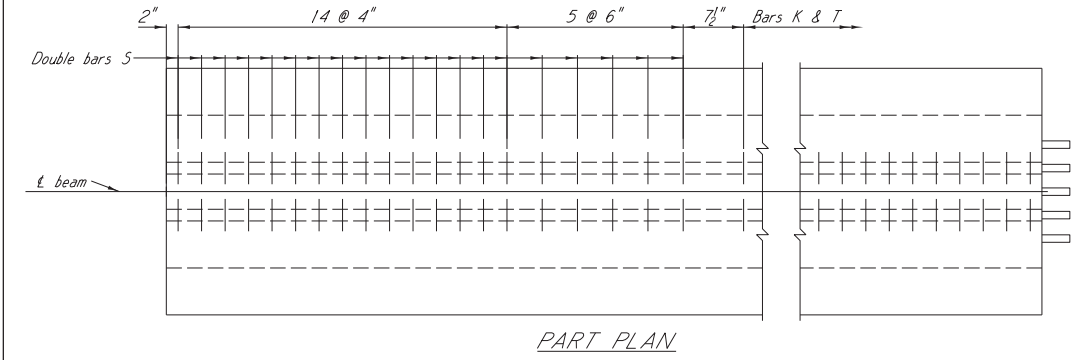 2" 14 @ 4" 5 @ 6" 7½" Bars K & T
Double bars S
℄ beam
PART PLAN